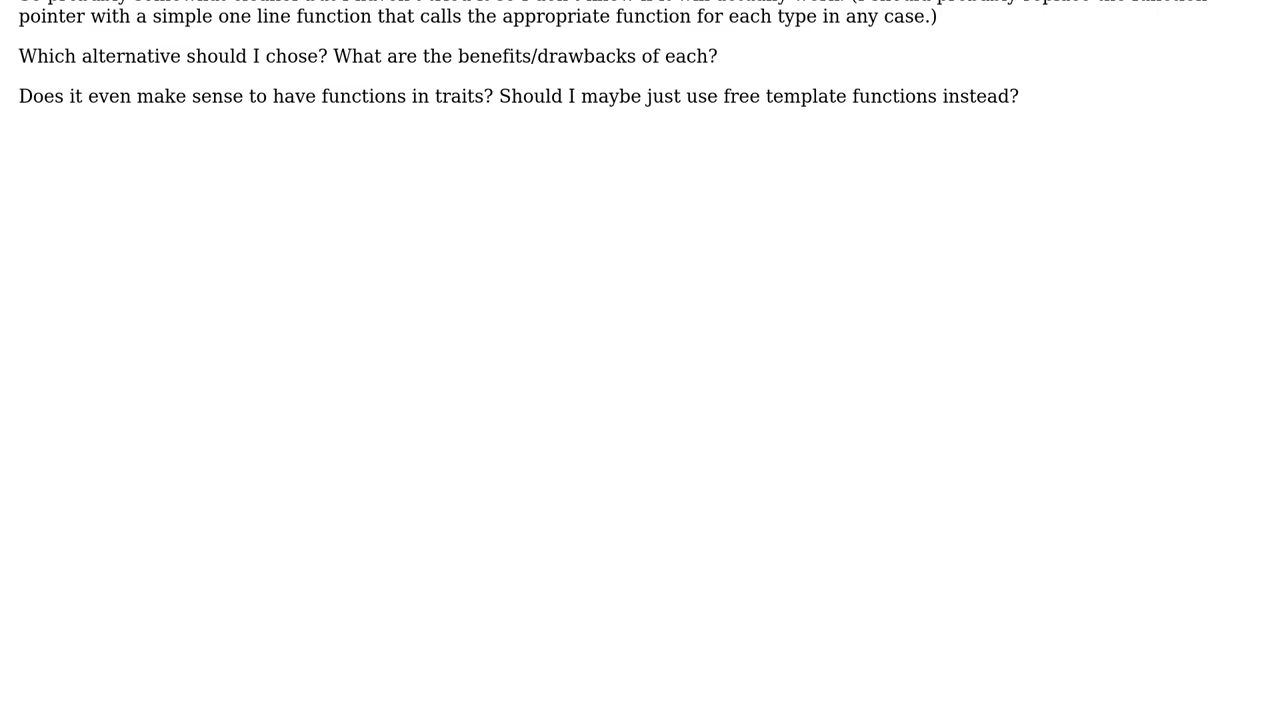 pointer with a simple one line function that calls the appropriate function for each type in any case.)
Which alternative should I chose? What are the benefits/drawbacks of each?
Does it even make sense to have functions in traits? Should I maybe just use free template functions instead?